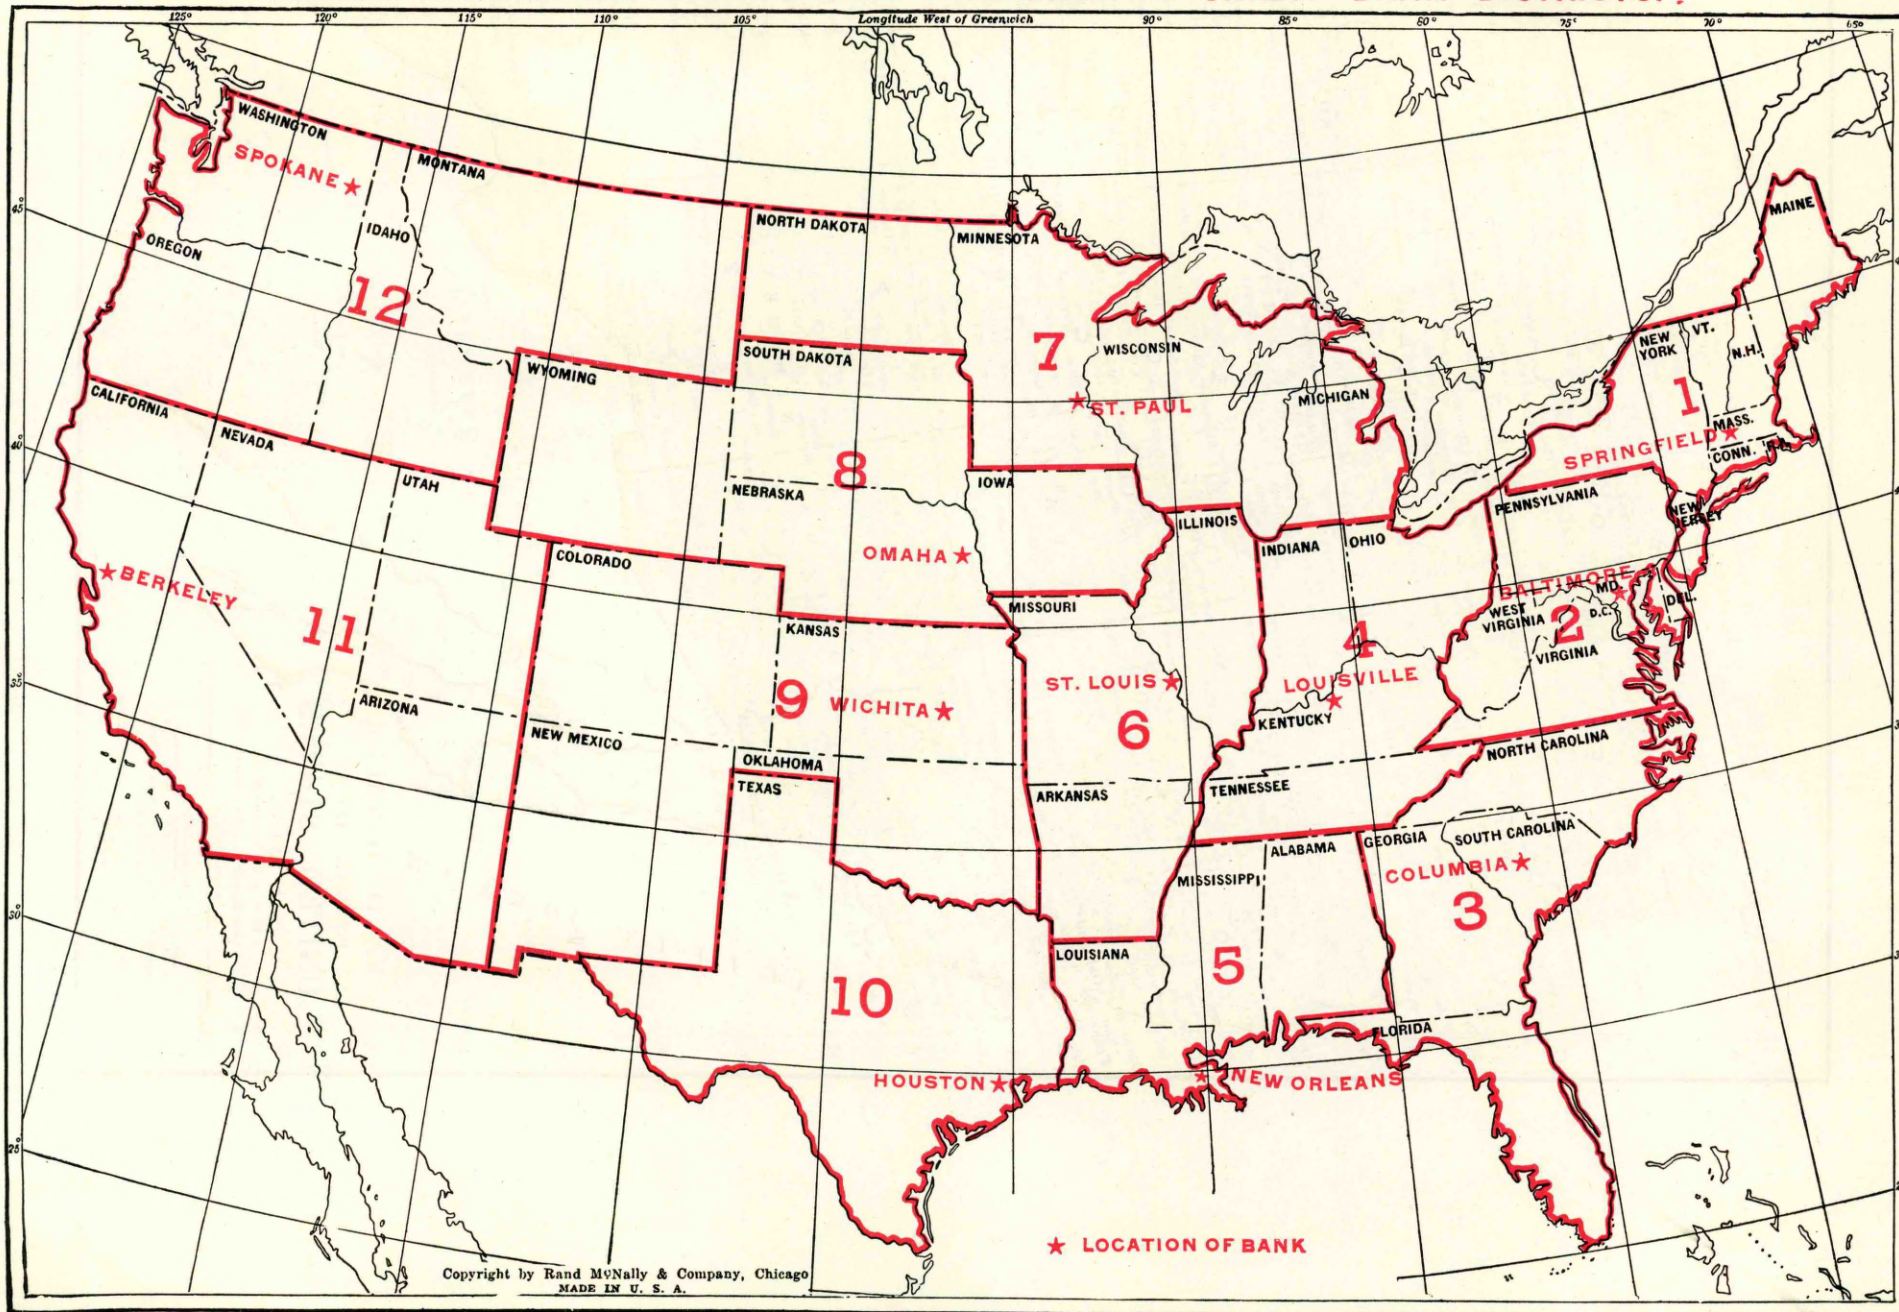 125° 120° 115° 110° 105° Longitude West of Greenwich 90° 85° 80° 75° 70° 65°
WASHINGTON
SPOKANE
MONTANA
IDAHO
OREGON
12
NORTH DAKOTA
MINNESOTA
MAINE
45°
SOUTH DAKOTA
7
WISCONSIN
ST. PAUL
MICHIGAN
NEW
YORK
VT.
N.H.
1
MASS.
SPRINGFIELD
CONN.
R.I.
WYOMING
CALIFORNIA
NEVADA
UTAH
40°
8
NEBRASKA
IOWA
OMAHA
ILLINOIS
INDIANA
OHIO
PENNSYLVANIA
NEW
JERSEY
BERKELEY
11
COLORADO
KANSAS
MISSOURI
BALTIMORE
MD.
DEL.
D.C.
WEST
VIRGINIA
2
VIRGINIA
4
LOUISVILLE
KENTUCKY
ST. LOUIS
6
9
WICHITA
35°
ARIZONA
NEW MEXICO
OKLAHOMA
TEXAS
ARKANSAS
TENNESSEE
NORTH CAROLINA
SOUTH CAROLINA
GEORGIA
ALABAMA
MISSISSIPPI
COLUMBIA
3
5
LOUISIANA
30°
10
FLORIDA
HOUSTON
NEW ORLEANS
25°
LOCATION OF BANK
Copyright by Rand McNally & Company, Chicago
MADE IN U. S. A.